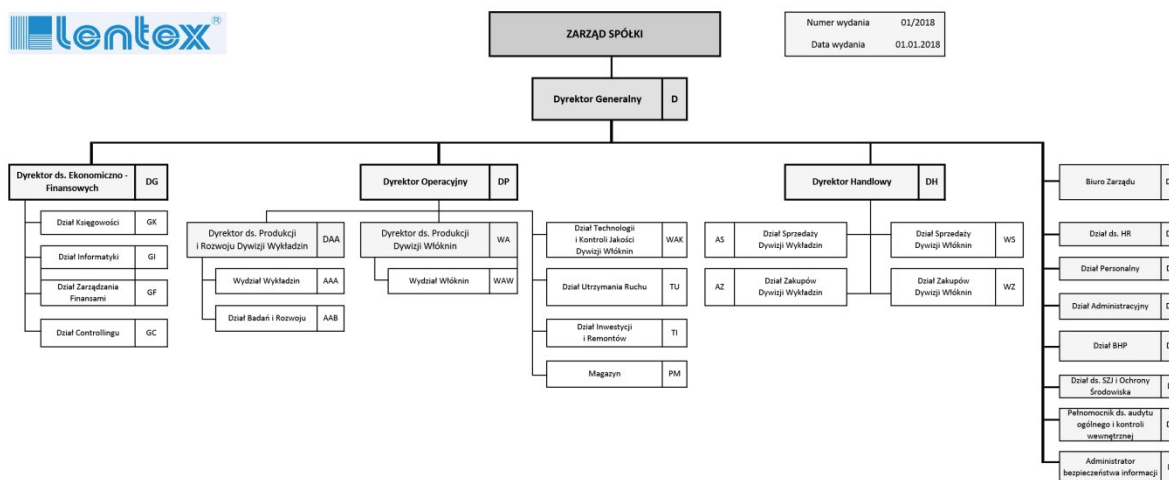 lentex®
ZARZĄD SPÓŁKI
Numer wydania 01/2018
Data wydania 01.01.2018
Dyrektor Generalny D
Dyrektor ds. Ekonomiczno -
Finansowych DG
Dział Księgowości GK
Dział Informatyki GI
Dział Zarządzania
Finansami GF
Dział Controllingu GC
Dyrektor Operacyjny DP
Dyrektor ds. Produkcji
i Rozwoju Dywizji Wykładzin DAA
Wydział Wykładzin AAA
Dział Badań i Rozwoju AAB
Dyrektor ds. Produkcji
Dywizji Włóknin WA
Wydział Włóknin WAW
Dział Technologii
i Kontroli Jakości
Dywizji Włóknin WAK
Dział Utrzymania Ruchu TU
Dział Inwestycji
i Remontów TI
Magazyn PM
Dyrektor Handlowy DH
AS Dział Sprzedaży
Dywizji Wykładzin
AZ Dział Zakupów
Dywizji Wykładzin
Dział Sprzedaży
Dywizji Włóknin WS
Dział Zakupów
Dywizji Włóknin WZ
Biuro Zarządu
Dział ds. HR
Dział Personalny
Dział Administracyjny
Dział BHP
Dział ds. SZJ i Ochrony
Środowiska
Pełnomocnik ds. audytu
ogólnego i kontroli
wewnętrznej
Administrator
bezpieczeństwa informacji